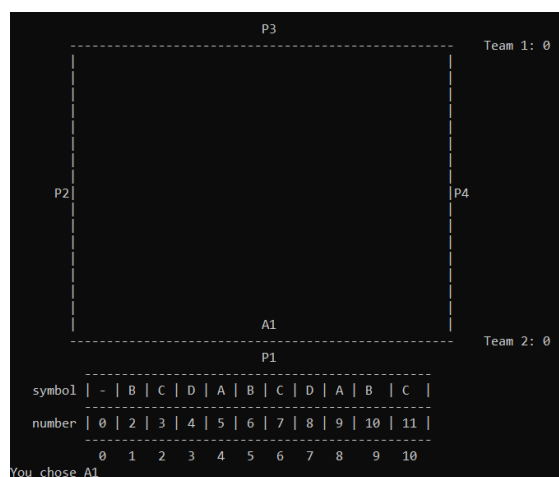 P3
Team 1: 0
P2 P4
A1
Team 2: 0
P1
symbol | - | B | C | D | A | B | C | D | A | B | C |
number | 0 | 2 | 3 | 4 | 5 | 6 | 7 | 8 | 9 | 10 | 11 |
0 1 2 3 4 5 6 7 8 9 10
You chose A1